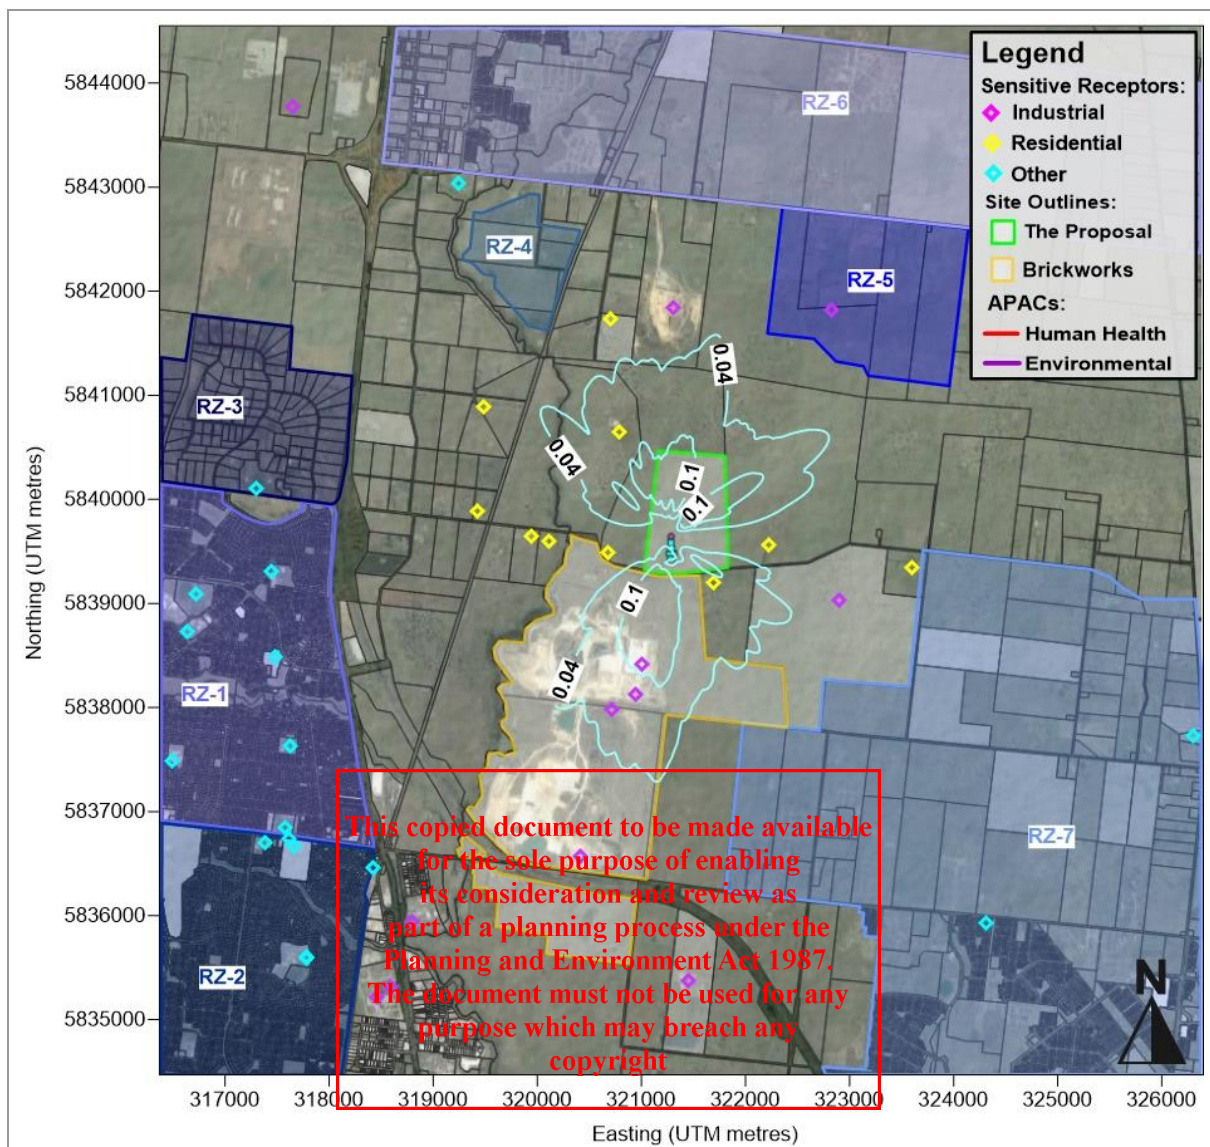 Legend
Sensitive Receptors:
Industrial
Residential
Other
Site Outlines:
The Proposal
Brickworks
APACs:
Human Health
Environmental
5844000
5843000
5842000
5841000
5840000
5839000
5838000
5837000
5836000
5835000
Northing (UTM metres)
RZ-6
RZ-4
RZ-5
RZ-3
0.04
0.04
0.1
0.1
0.1
0.04
RZ-1
RZ-7
RZ-2
This copied document to be made available
for the sole purpose of enabling
its consideration and review as
part of a planning process under the
Planning and Environment Act 1987.
The document must not be used for any
purpose which may breach any
copyright
N
317000 318000 319000 320000 321000 322000 323000 324000 325000 326000
Easting (UTM metres)